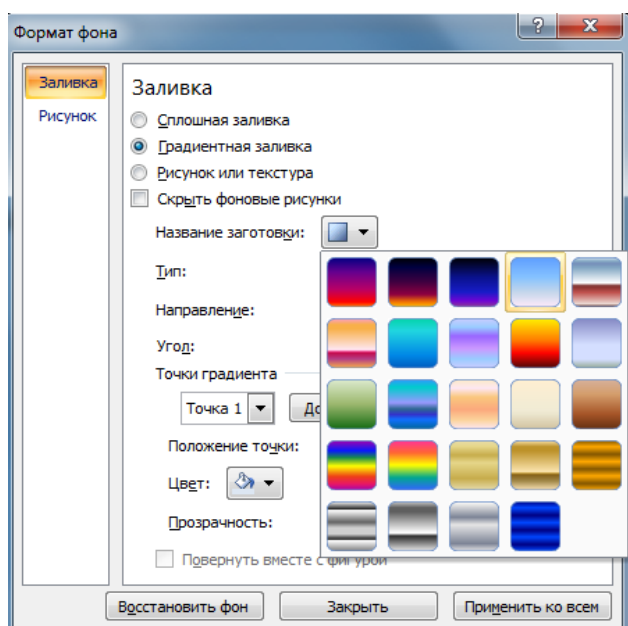 Формат фона
?
X
Заливка
Рисунок
Заливка
Сплошная заливка
Градиентная заливка
Рисунок или текстура
Скрыть фоновые рисунки
Название заготовки:
Тип:
Направление:
Угол:
Точки градиента
Точка 1
До
Положение точки:
Цвет:
Прозрачность:
Повернуть вместе с фигурой
Восстановить фон
Закрыть
Применить ко всем